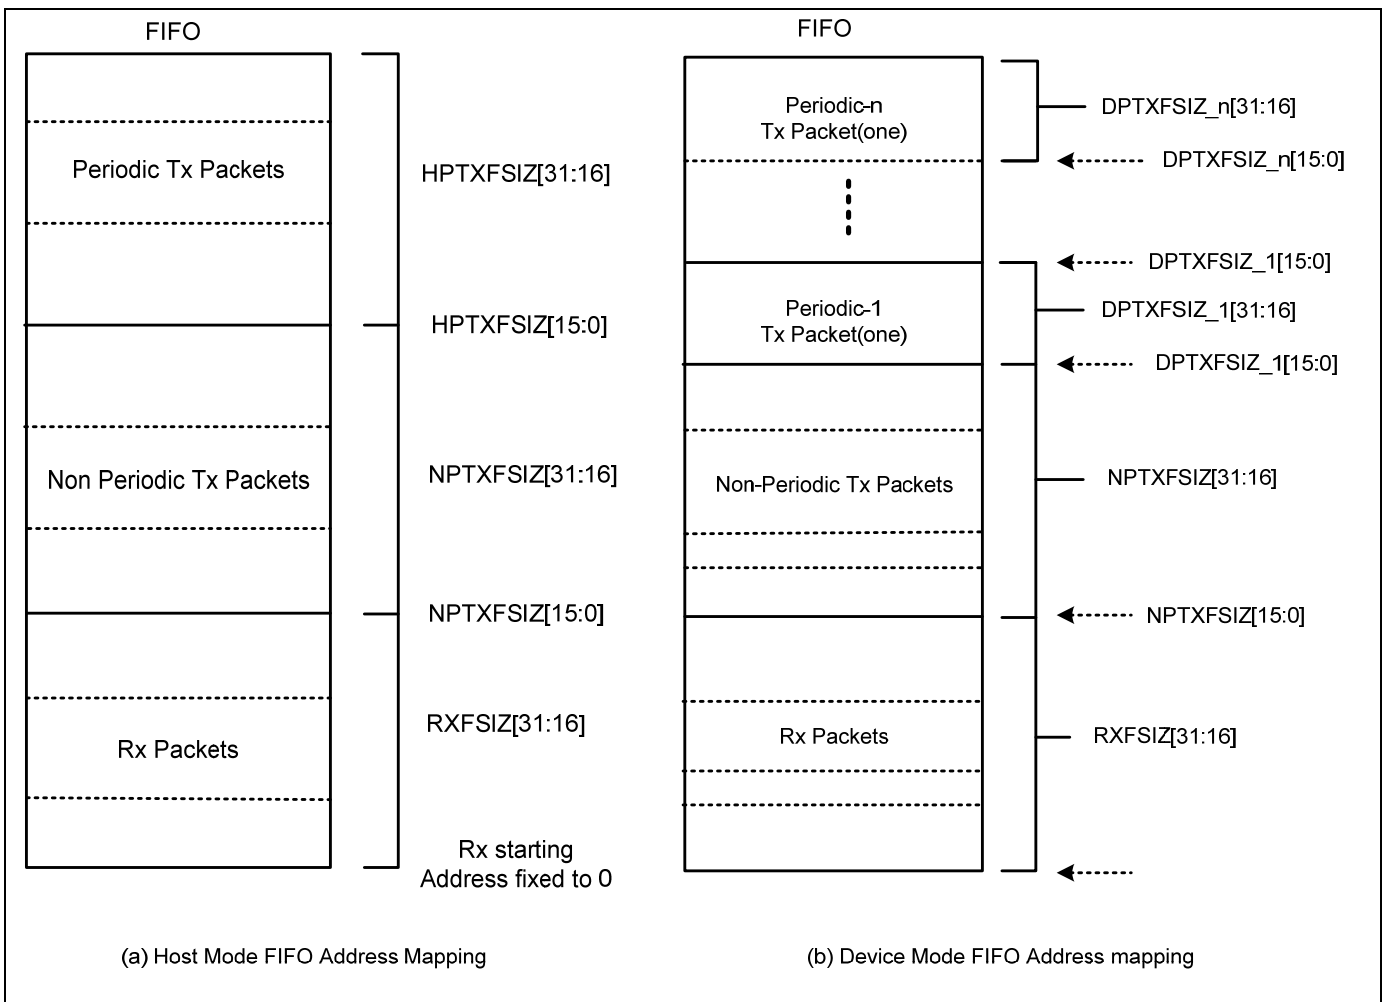 FIFO
Periodic Tx Packets
HPTXFSIZ[31:16]
HPTXFSIZ[15:0]
Non Periodic Tx Packets
NPTXFSIZ[31:16]
NPTXFSIZ[15:0]
RXFSIZ[31:16]
Rx Packets
Rx starting
Address fixed to 0
(a) Host Mode FIFO Address Mapping
FIFO
Periodic-n
Tx Packet(one)
DPTXFSIZ_n[31:16]
DPTXFSIZ_n[15:0]
DPTXFSIZ_1[15:0]
Periodic-1
Tx Packet(one)
DPTXFSIZ_1[31:16]
DPTXFSIZ_1[15:0]
Non-Periodic Tx Packets
NPTXFSIZ[31:16]
NPTXFSIZ[15:0]
Rx Packets
RXFSIZ[31:16]
(b) Device Mode FIFO Address mapping